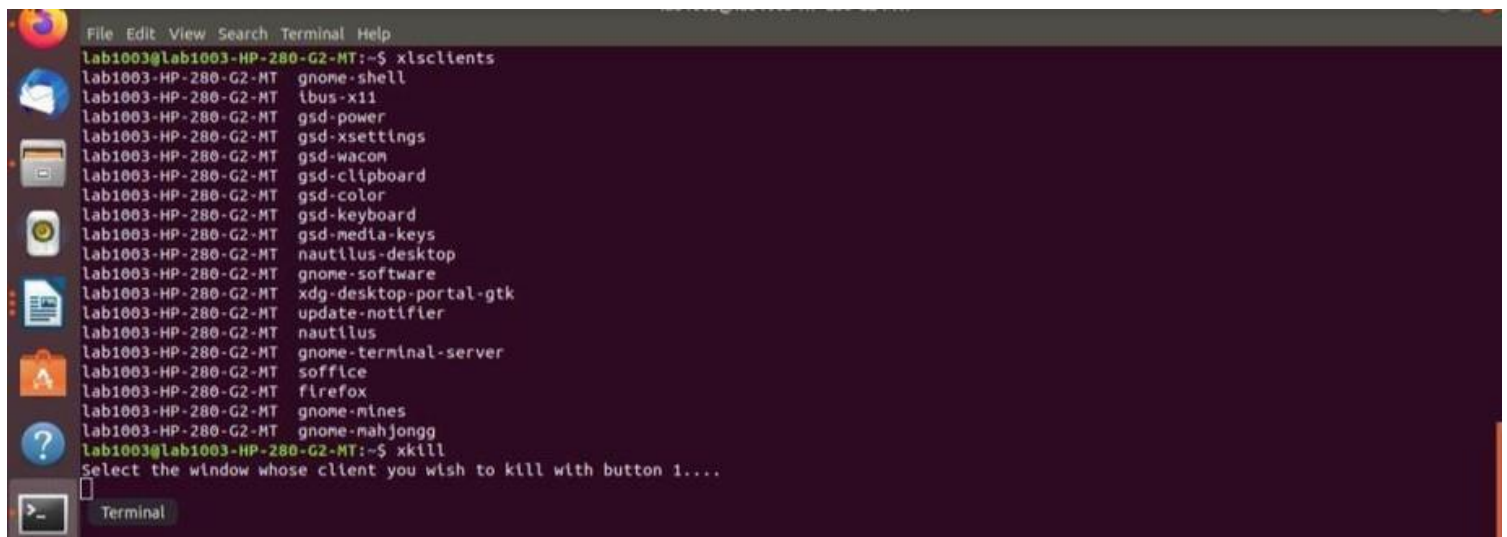 File Edit View Search Terminal Help
lab1003@lab1003-HP-280-G2-MT:~$ xlsclients
lab1003-HP-280-G2-MT gnome-shell
lab1003-HP-280-G2-MT ibus-x11
lab1003-HP-280-G2-MT gsd-power
lab1003-HP-280-G2-MT gsd-xsettings
lab1003-HP-280-G2-MT gsd-wacom
lab1003-HP-280-G2-MT gsd-clipboard
lab1003-HP-280-G2-MT gsd-color
lab1003-HP-280-G2-MT gsd-keyboard
lab1003-HP-280-G2-MT gsd-media-keys
lab1003-HP-280-G2-MT nautilus-desktop
lab1003-HP-280-G2-MT gnome-software
lab1003-HP-280-G2-MT xdg-desktop-portal-gtk
lab1003-HP-280-G2-MT update-notifier
lab1003-HP-280-G2-MT nautilus
lab1003-HP-280-G2-MT gnome-terminal-server
lab1003-HP-280-G2-MT soffice
lab1003-HP-280-G2-MT firefox
lab1003-HP-280-G2-MT gnome-mines
lab1003-HP-280-G2-MT gnome-mahjongg
lab1003@lab1003-HP-280-G2-MT:~$ xkill
Select the window whose client you wish to kill with button 1....
Terminal